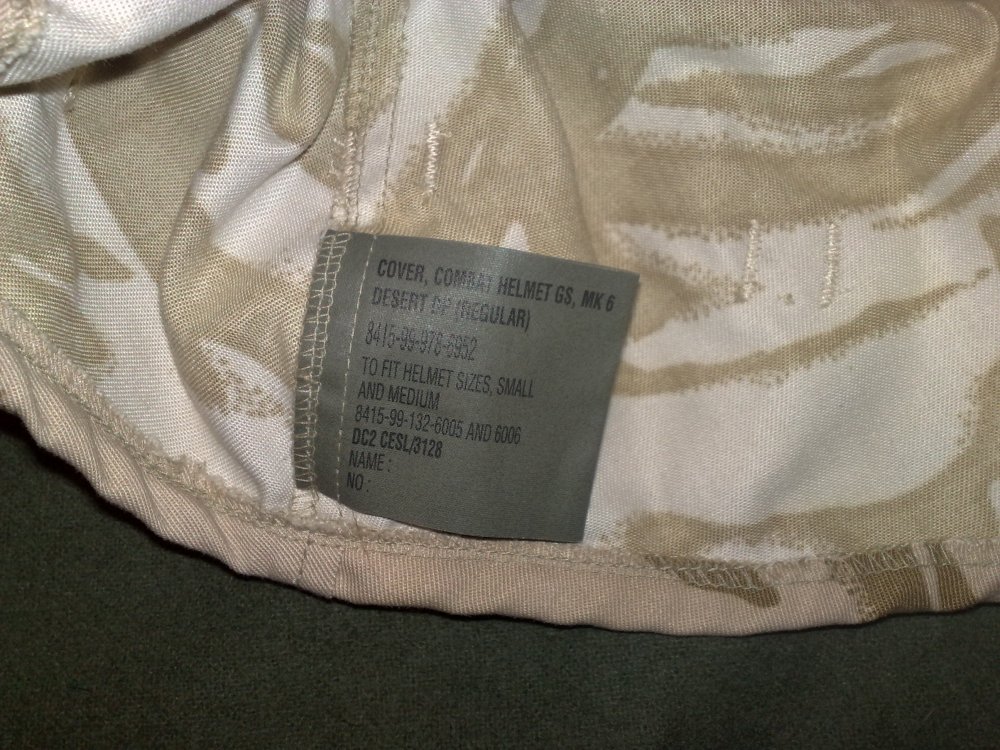 COVER, COMBAT HELMET GS, MK 6
DESERT DP (REGULAR)
8415-99-978-6952
TO FIT HELMET SIZES, SMALL
AND MEDIUM
8415-99-132-6005 AND 6006
DC2 CESL/3128
NAME :
NO :